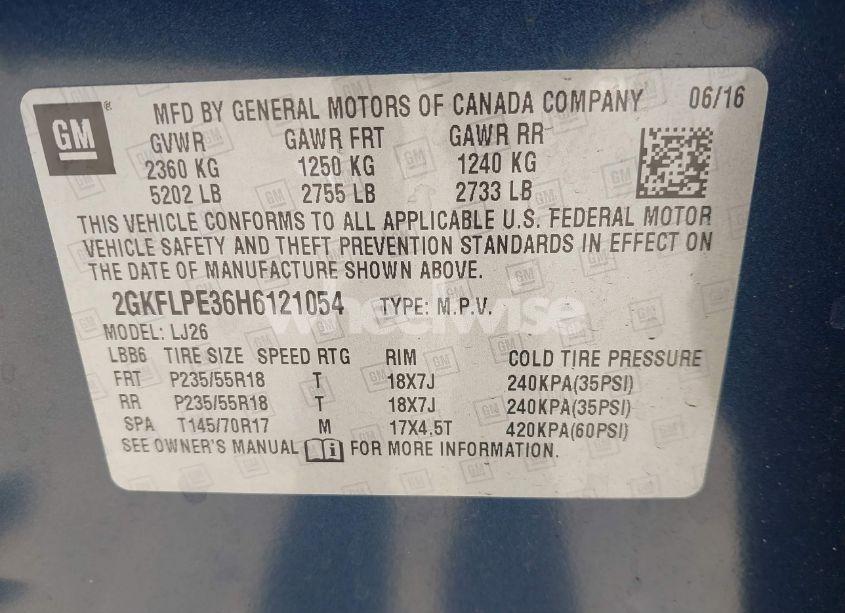 GM ® MFD BY GENERAL MOTORS OF CANADA COMPANY 06/16
GVWR GAWR FRT GAWR RR
2360 KG 1250 KG 1240 KG
5202 LB 2755 LB 2733 LB
THIS VEHICLE CONFORMS TO ALL APPLICABLE U.S. FEDERAL MOTOR
VEHICLE SAFETY AND THEFT PREVENTION STANDARDS IN EFFECT ON
THE DATE OF MANUFACTURE SHOWN ABOVE.
2GKFLPE36H6121054 TYPE: M.P.V.
wheelwise
MODEL: LJ26
LBB6 TIRE SIZE SPEED RTG RIM COLD TIRE PRESSURE
FRT P235/55R18 T 18X7J 240KPA(35PSI)
RR P235/55R18 T 18X7J 240KPA(35PSI)
SPA T145/70R17 M 17X4.5T 420KPA(60PSI)
SEE OWNER'S MANUAL i FOR MORE INFORMATION.